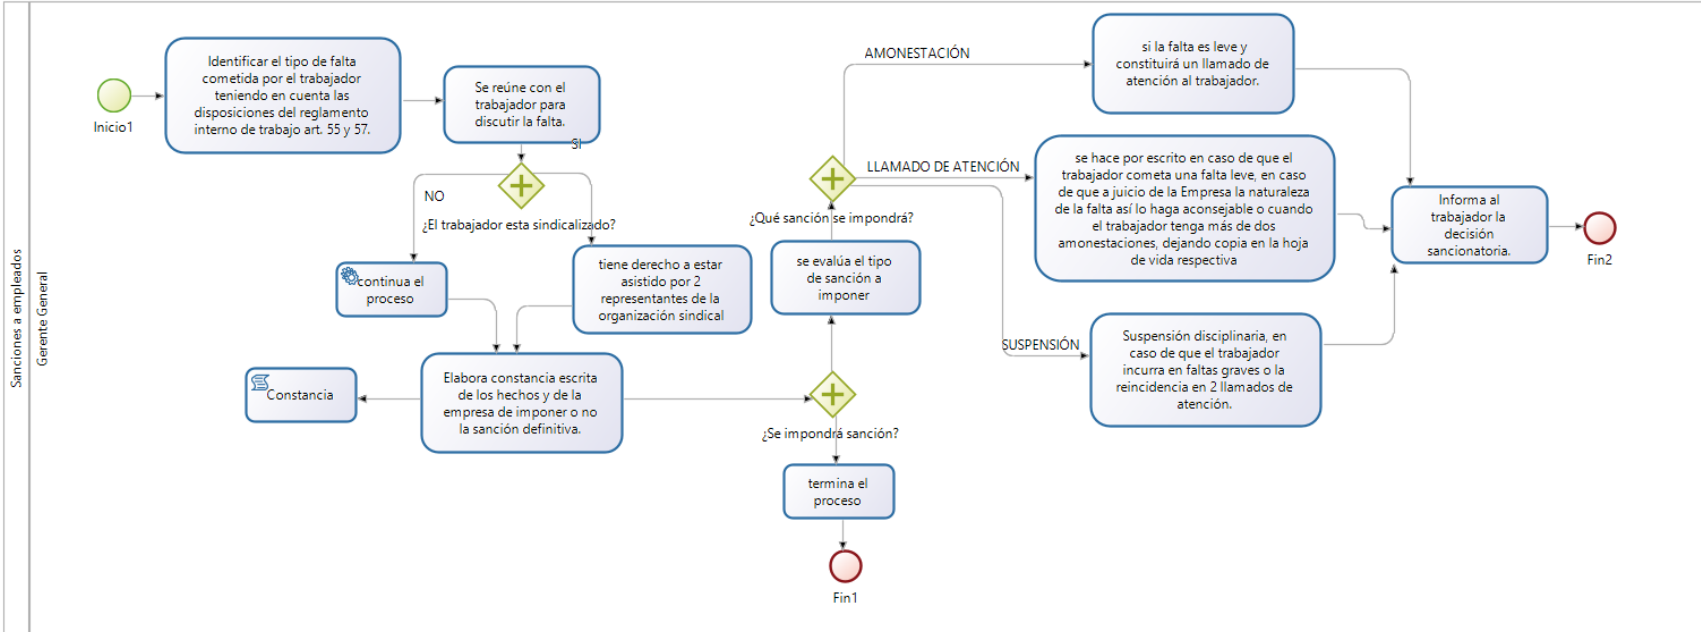 Sanciones a empleados
Gerente General
Inicio1
Identificar el tipo de falta
cometida por el trabajador
teniendo en cuenta las
disposiciones del reglamento
interno de trabajo art. 55 y 57.
Se reúne con el
trabajador para
discutir la falta.
SI
NO
¿El trabajador esta sindicalizado?
continua el
proceso
tiene derecho a estar
asistido por 2
representantes de la
organización sindical
Constancia
Elabora constancia escrita
de los hechos y de la
empresa de imponer o no
la sanción definitiva.
¿Se impondrá sanción?
termina el
proceso
Fin1
se evalúa el tipo
de sanción a
imponer
¿Qué sanción se impondrá?
AMONESTACIÓN
si la falta es leve y
constituirá un llamado de
atención al trabajador.
LLAMADO DE ATENCIÓN
se hace por escrito en caso de que el
trabajador cometa una falta leve, en caso
de que a juicio de la Empresa la naturaleza
de la falta así lo haga aconsejable o cuando
el trabajador tenga más de dos
amonestaciones, dejando copia en la hoja
de vida respectiva
SUSPENSIÓN
Suspensión disciplinaria, en
caso de que el trabajador
incurra en faltas graves o la
reincidencia en 2 llamados de
atención.
Informa al
trabajador la
decisión
sancionatoria.
Fin2